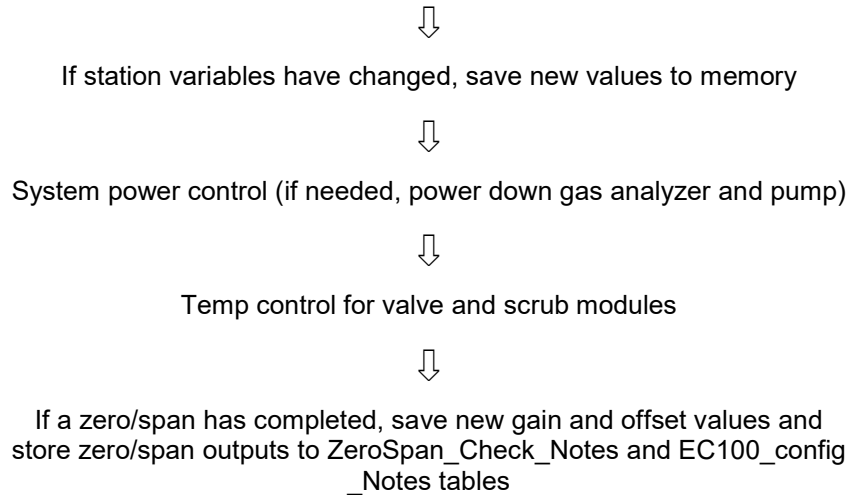 If station variables have changed, save new values to memory
System power control (if needed, power down gas analyzer and pump)
Temp control for valve and scrub modules
If a zero/span has completed, save new gain and offset values and
store zero/span outputs to ZeroSpan_Check_Notes and EC100_config
_Notes tables